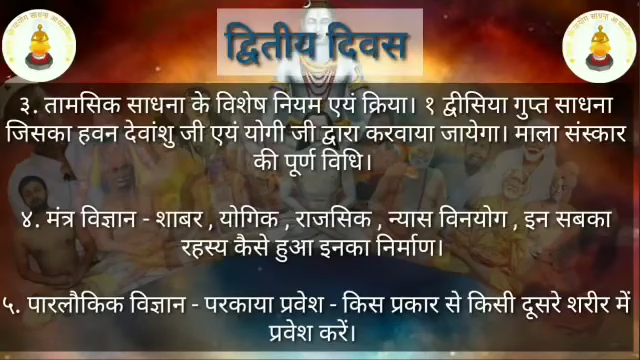 द्वितीय दिवस
३. तामसिक साधना के विशेष नियम एयं क्रिया। १ द्वीसिया गुप्त साधना
जिसका हवन देवांशु जी एयं योगी जी द्वारा करवाया जायेगा। माला संस्कार
की पूर्ण विधि।
४. मंत्र विज्ञान - शाबर , योगिक , राजसिक , न्यास विनयोग , इन सबका
रहस्य कैसे हुआ इनका निर्माण।
५. पारलौकिक विज्ञान - परकाया प्रवेश - किस प्रकार से किसी दूसरे शरीर में
प्रवेश करें।